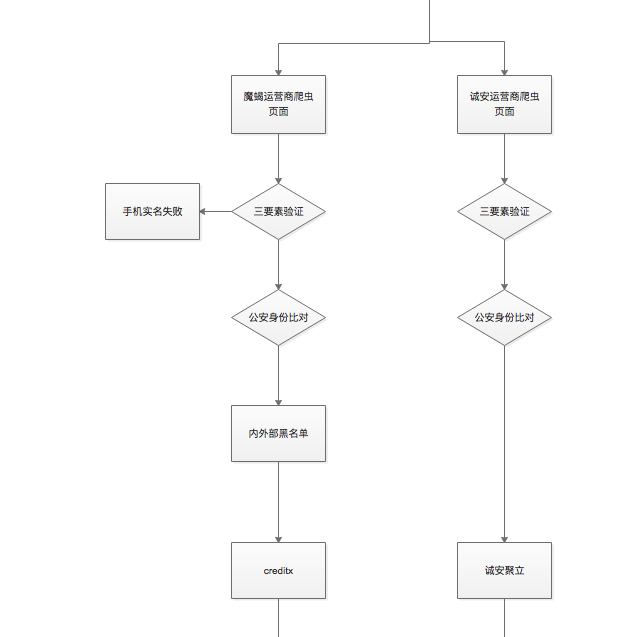 魔蝎运营商爬虫
页面
诚安运营商爬虫
页面
手机实名失败
三要素验证
三要素验证
公安身份比对
公安身份比对
内外部黑名单
creditx
诚安聚立